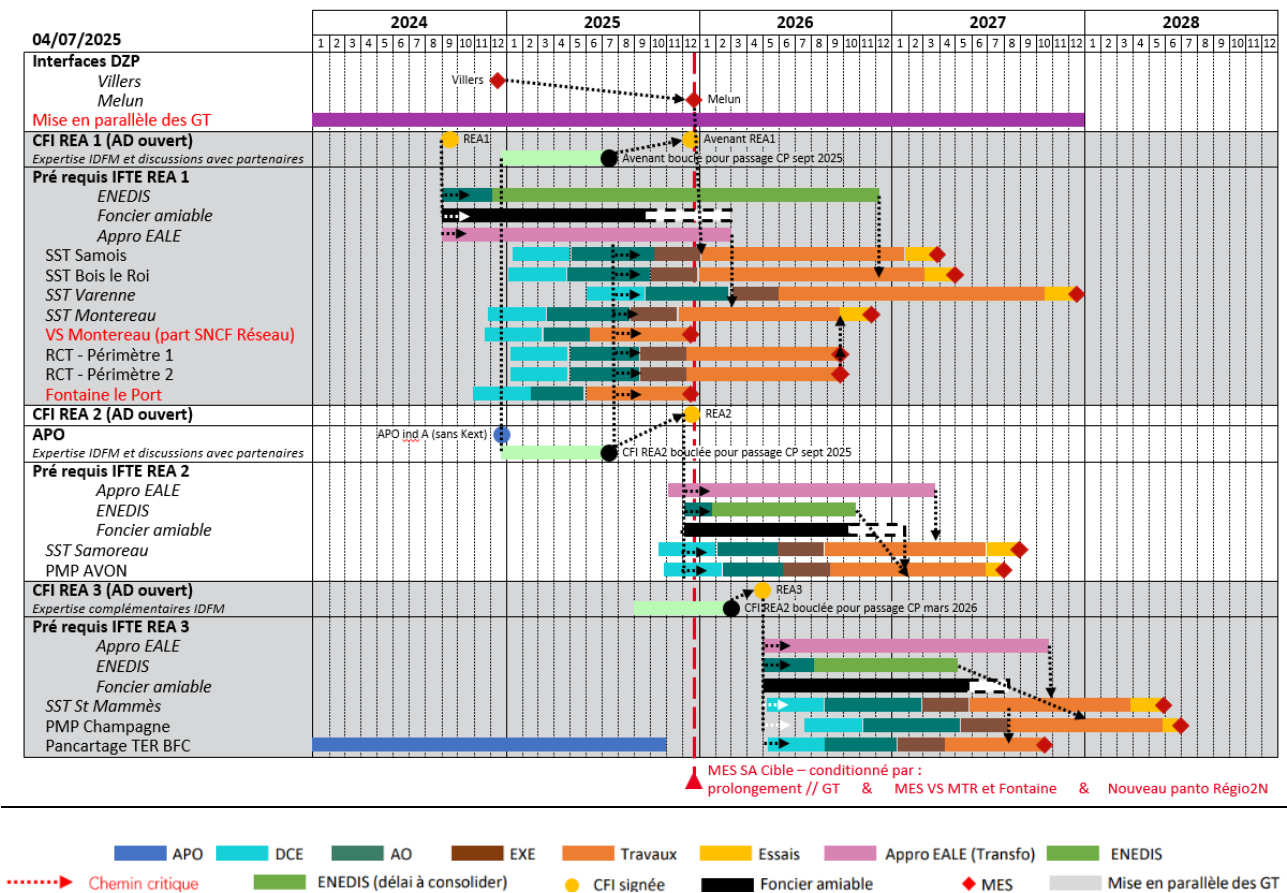 2024 2025 2026 2027 2028
04/07/2025 1 2 3 4 5 6 7 8 9 10 11 12 1 2 3 4 5 6 7 8 9 10 11 12 1 2 3 4 5 6 7 8 9 10 11 12 1 2 3 4 5 6 7 8 9 10 11 12 1 2 3 4 5 6 7 8 9 10 11 12
Interfaces DZP
Villers Villers
Melun Melun
Mise en parallèle des GT
CFI REA 1 (AD ouvert) REA1 Avenant REA1
Expertise IDFM et discussions avec partenaires Avenant bouclé pour passage CP sept 2025
Pré requis IFTE REA 1
ENEDIS
Foncier amiable
Appro EALE
SST Samois
SST Bois le Roi
SST Varenne
SST Montereau
VS Montereau (part SNCF Réseau)
RCT - Périmètre 1
RCT - Périmètre 2
Fontaine le Port
CFI REA 2 (AD ouvert) REA2
APO APO ind A (sans Kext)
Expertise IDFM et discussions avec partenaires CFI REA2 bouclée pour passage CP sept 2025
Pré requis IFTE REA 2
Appro EALE
ENEDIS
Foncier amiable
SST Samoreau
PMP AVON
CFI REA 3 (AD ouvert) REA3
Expertise complémentaires IDFM CFI REA2 bouclée pour passage CP mars 2026
Pré requis IFTE REA 3
Appro EALE
ENEDIS
Foncier amiable
SST St Mammès
PMP Champagne
Pancartage TER BFC
MES SA Cible – conditionné par :
prolongement // GT & MES VS MTR et Fontaine & Nouveau panto Régio2N
APO DCE AO EXE Travaux Essais Appro EALE (Transfo) ENEDIS
Chemin critique ENEDIS (délai à consolider) CFI signée Foncier amiable MES Mise en parallèle des GT